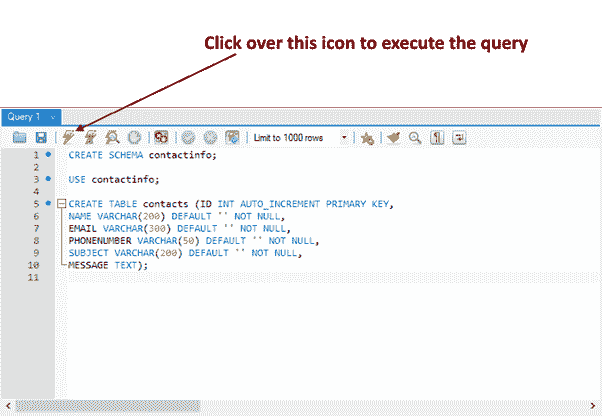 Click over this icon to execute the query
Query 1
Limit to 1000 rows
1 CREATE SCHEMA contactinfo;
2
3 USE contactinfo;
4
5 CREATE TABLE contacts (ID INT AUTO_INCREMENT PRIMARY KEY,
6 NAME VARCHAR(200) DEFAULT '' NOT NULL,
7 EMAIL VARCHAR(300) DEFAULT '' NOT NULL,
8 PHONENUMBER VARCHAR(50) DEFAULT '' NOT NULL,
9 SUBJECT VARCHAR(200) DEFAULT '' NOT NULL,
10 MESSAGE TEXT);
11